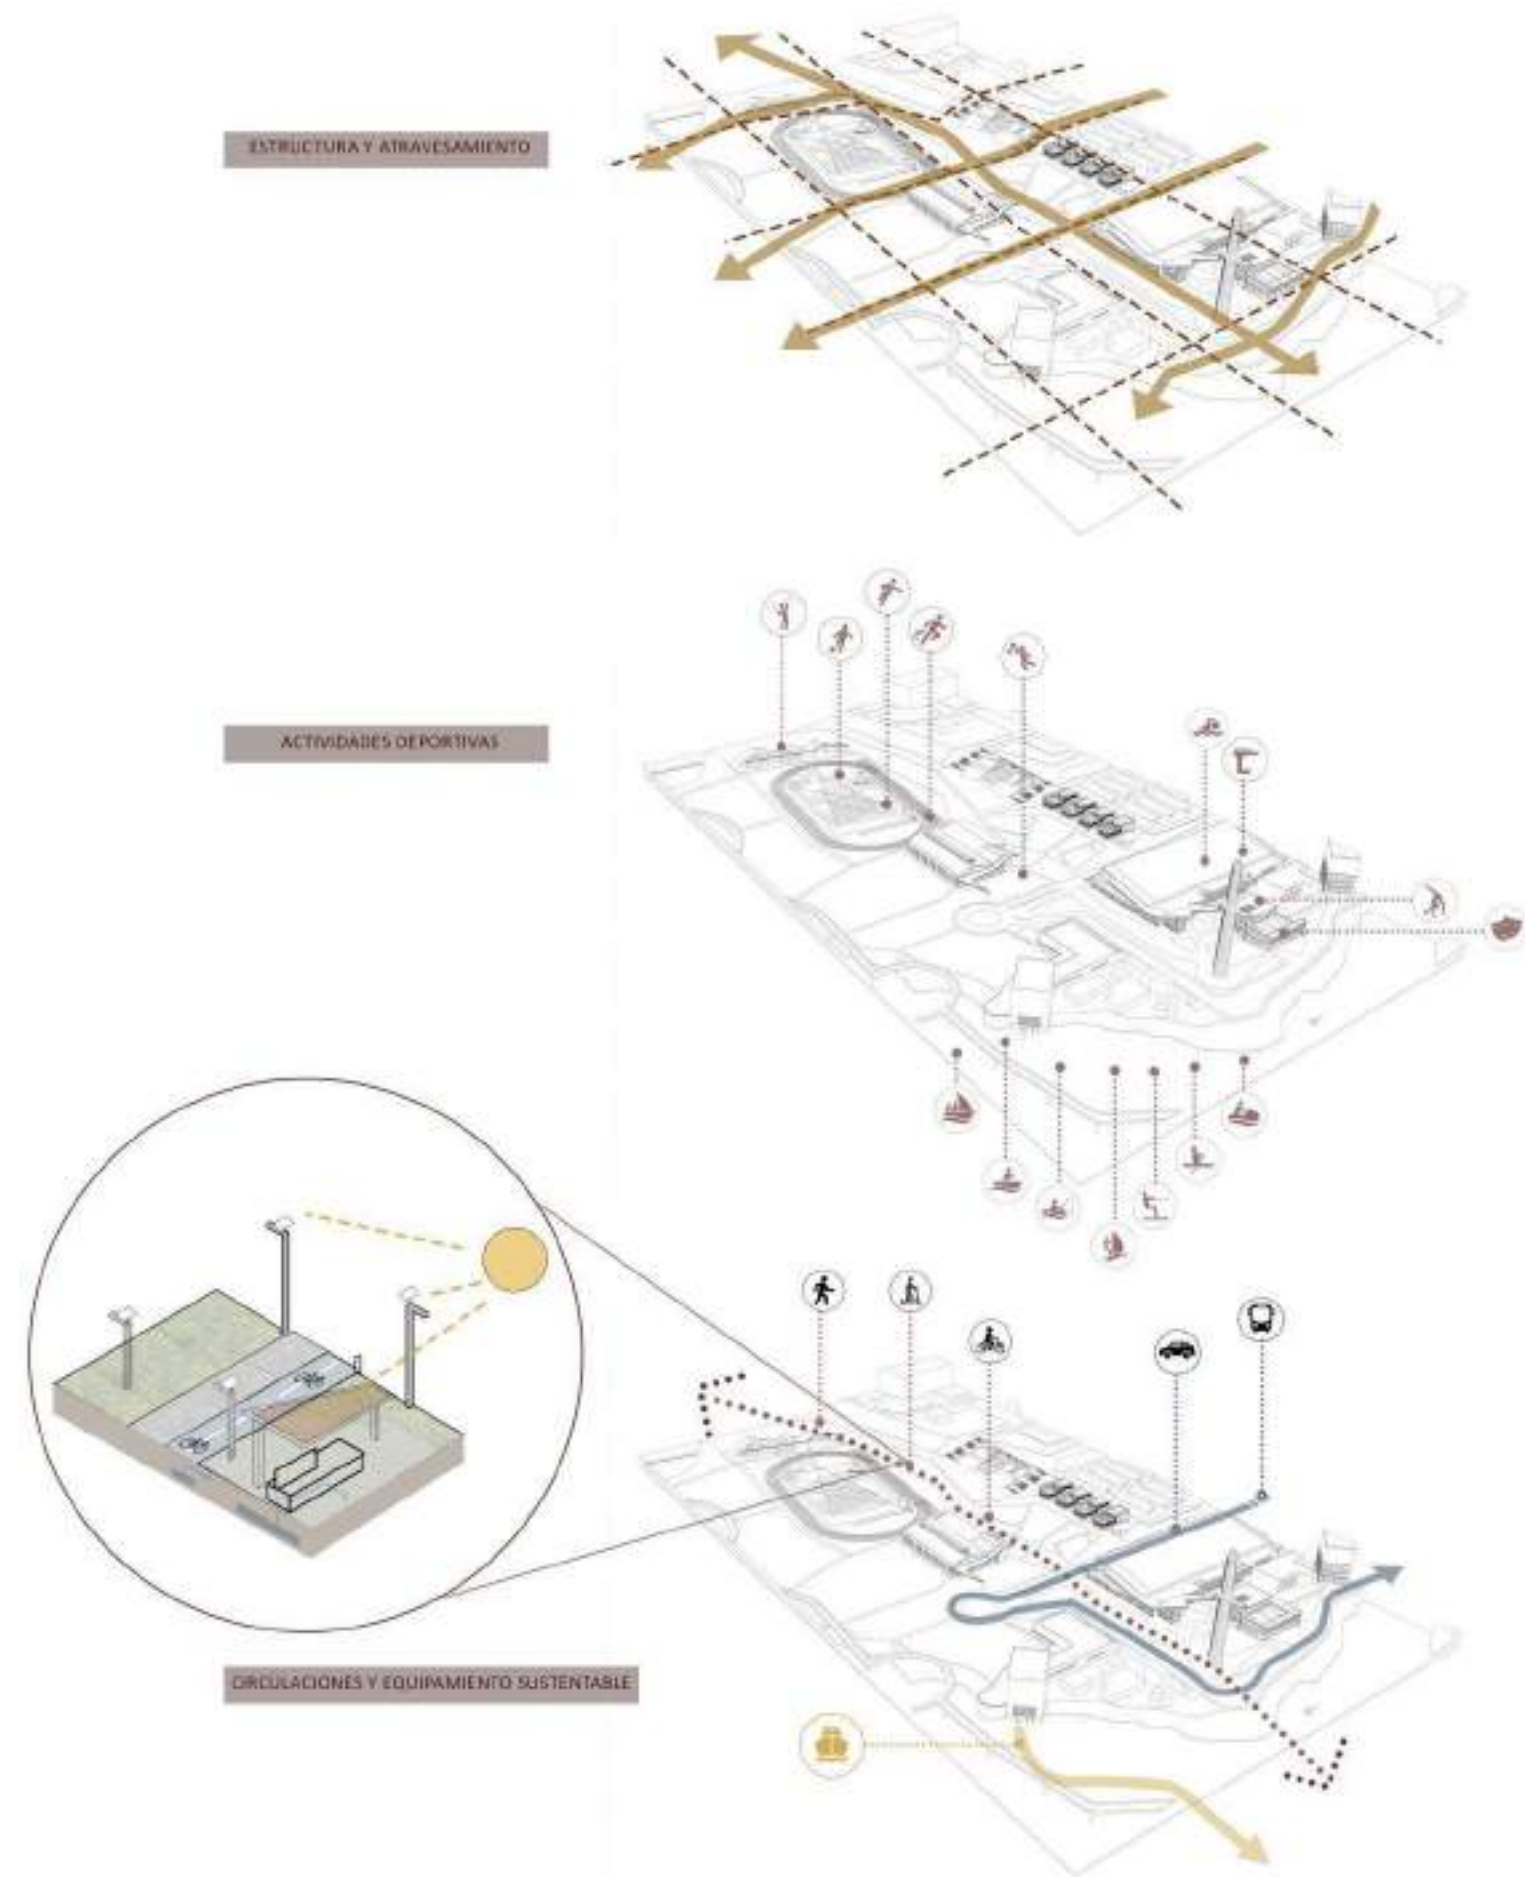 ESTRUCTURA Y ATRAVESAMIENTO
ACTIVIDADES DEPORTIVAS
CIRCULACIONES Y EQUIPAMIENTO SUSTENTABLE